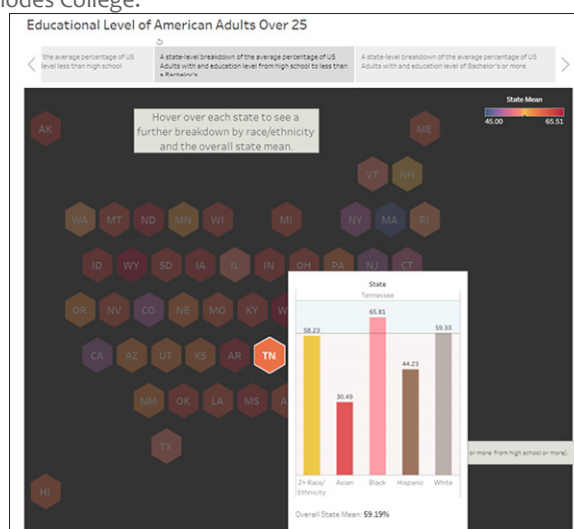 odes College.
Educational Level of American Adults Over 25
the average percentage of US
level less than high school
A state-level breakdown of the average percentage of US
Adults with and education level from high school to less than
a Bachelor's
A state-level breakdown of the average percentage of US
Adults with and education level of Bachelor's or more
Hover over each state to see a
further breakdown by race/ethnicity
and the overall state mean.
State Mean
45.00 65.51
AK ME
VT NH
WA MT ND MN WI MI NY MA RI
ID WY SD IA IL IN OH PA NJ CT
OR NV CO NE MO KY W
CA AZ UT KS AR TN
NM OK LA MS A
TX
HI
State
Tennessee
58.23 30.49 65.81 44.23 59.33
2+ Race/
Ethnicity Asian Black Hispanic White
Overall State Mean: 59.19%
or more from high school or more).